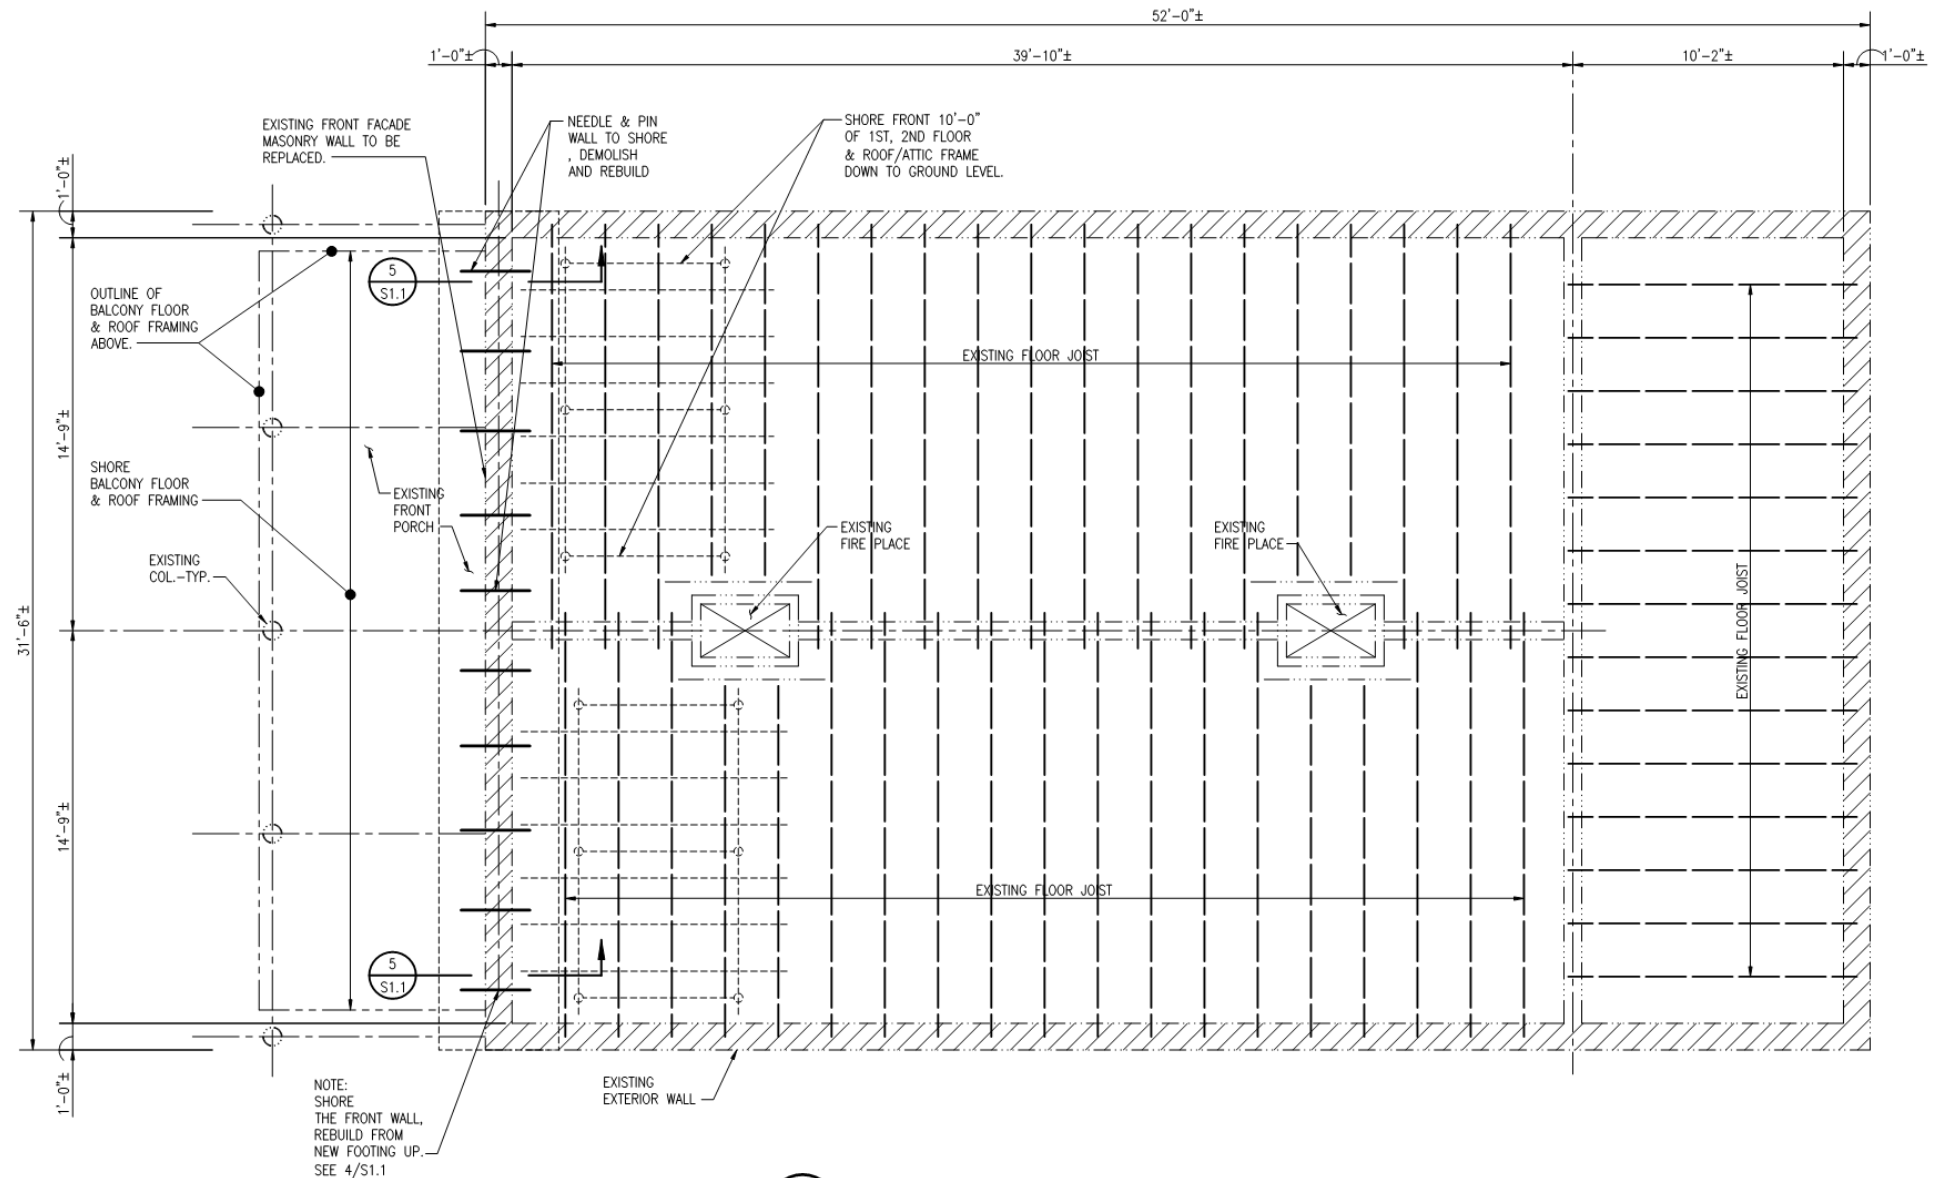 52'-0"±
1'-0"±
39'-10"±
10'-2"±
1'-0"±
EXISTING FRONT FACADE
MASONRY WALL TO BE
REPLACED.
NEEDLE & PIN
WALL TO SHORE
, DEMOLISH
AND REBUILD
SHORE FRONT 10'-0"
OF 1ST, 2ND FLOOR
& ROOF/ATTIC FRAME
DOWN TO GROUND LEVEL.
1'-0"±
5
S1.1
OUTLINE OF
BALCONY FLOOR
& ROOF FRAMING
ABOVE.
EXISTING FLOOR JOIST
14'-9"±
SHORE
BALCONY FLOOR
& ROOF FRAMING
EXISTING
FRONT
PORCH
EXISTING
FIRE PLACE
EXISTING
FIRE PLACE
EXISTING
COL.-TYP.
31'-6"±
EXISTING FLOOR JOIST
14'-9"±
EXISTING FLOOR JOIST
5
S1.1
1'-0"±
NOTE:
SHORE
THE FRONT WALL,
REBUILD FROM
NEW FOOTING UP.
SEE 4/S1.1
EXISTING
EXTERIOR WALL